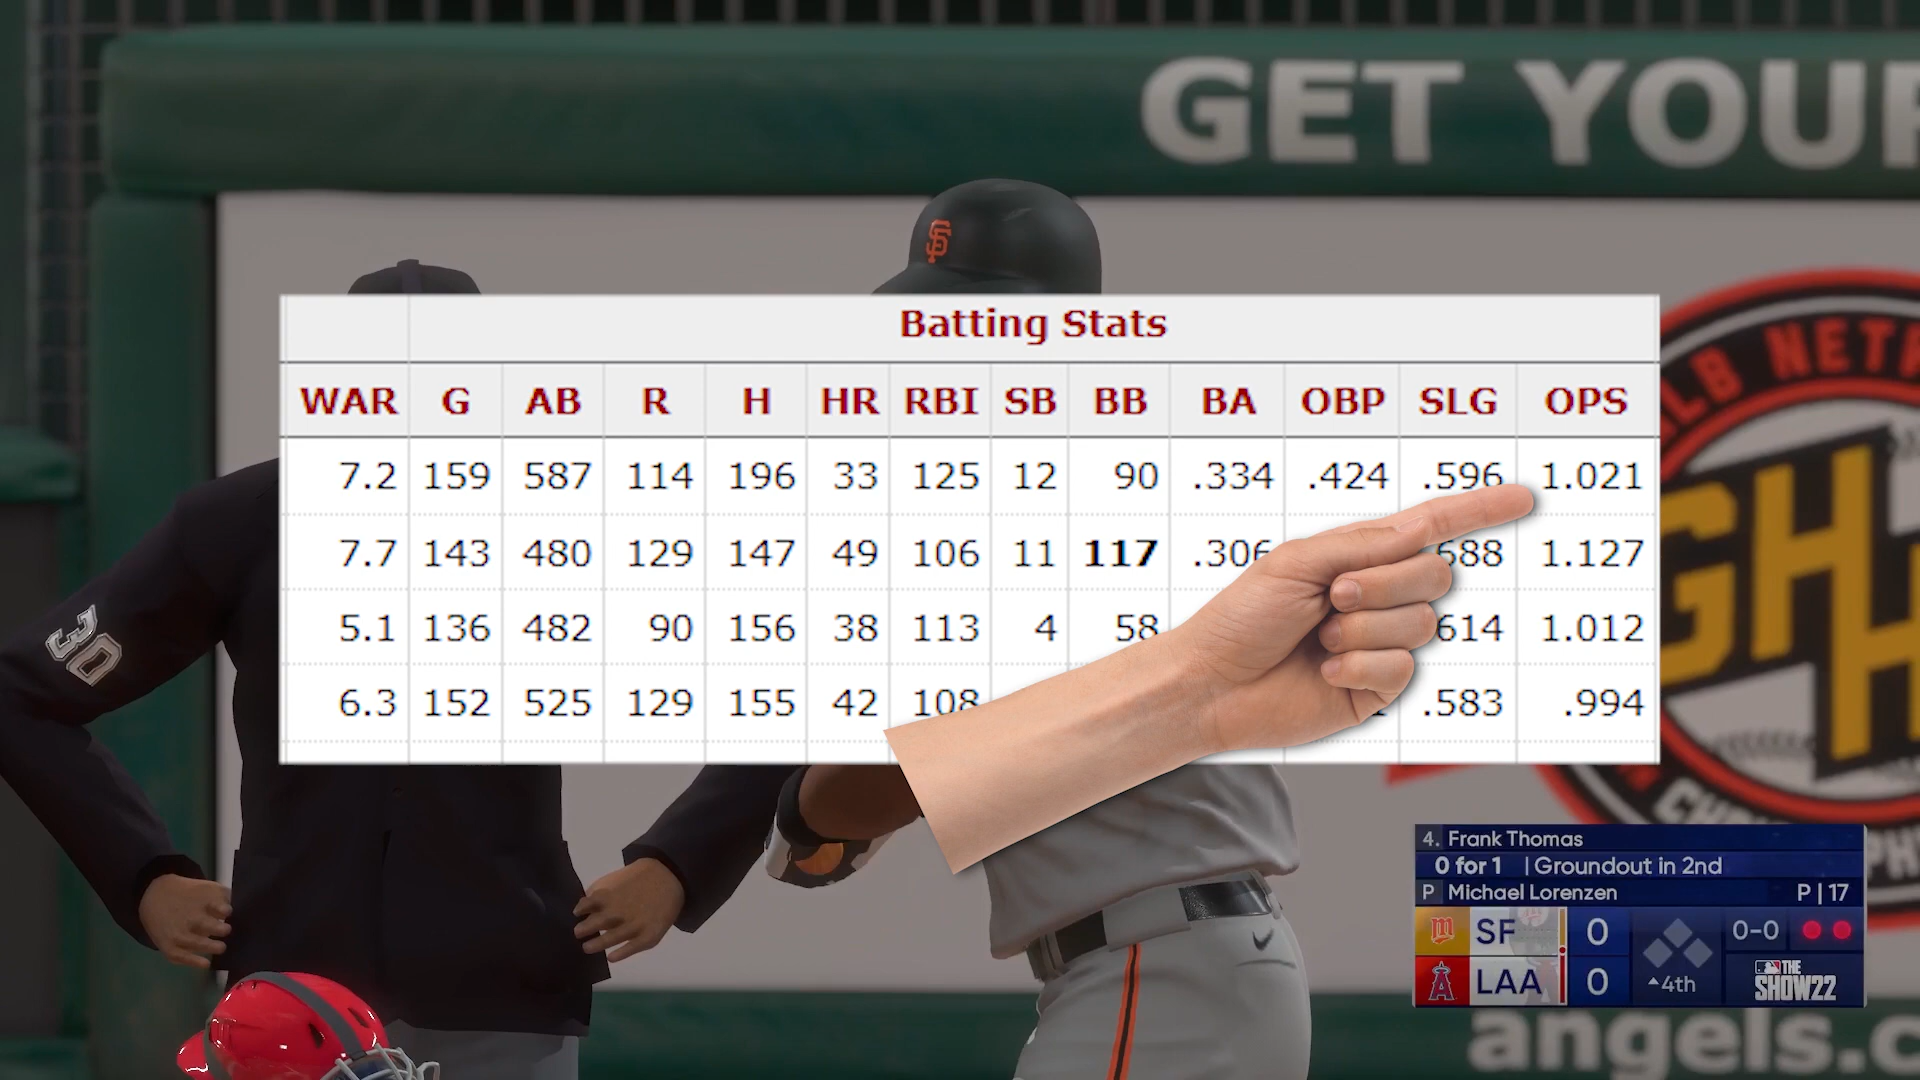 GET YOUR
SF
Batting Stats
WAR G AB R H HR RBI SB BB BA OBP SLG OPS
7.2 159 587 114 196 33 125 12 90 .334 .424 .596 1.021
7.7 143 480 129 147 49 106 11 117 .306 .688 1.127
5.1 136 482 90 156 38 113 4 58 .614 1.012
6.3 152 525 129 155 42 108 .583 .994
30
MLB NETW
GHH
4. Frank Thomas
0 for 1 | Groundout in 2nd
P Michael Lorenzen P | 17
m SF 0 0-0
A LAA 0 4th THE SHOW22
angels.c